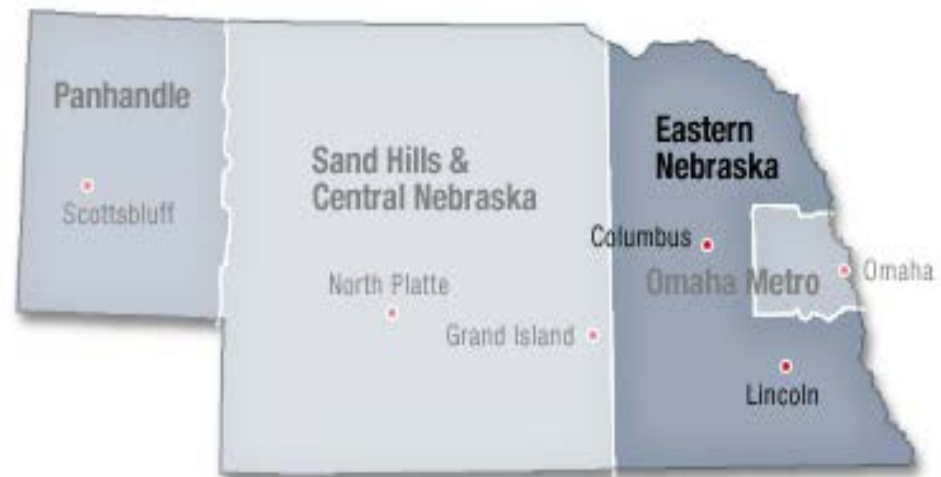 Panhandle
Scottsbluff
Sand Hills &
Central Nebraska
North Platte
Grand Island
Eastern
Nebraska
Columbus
Omaha Metro
Omaha
Lincoln